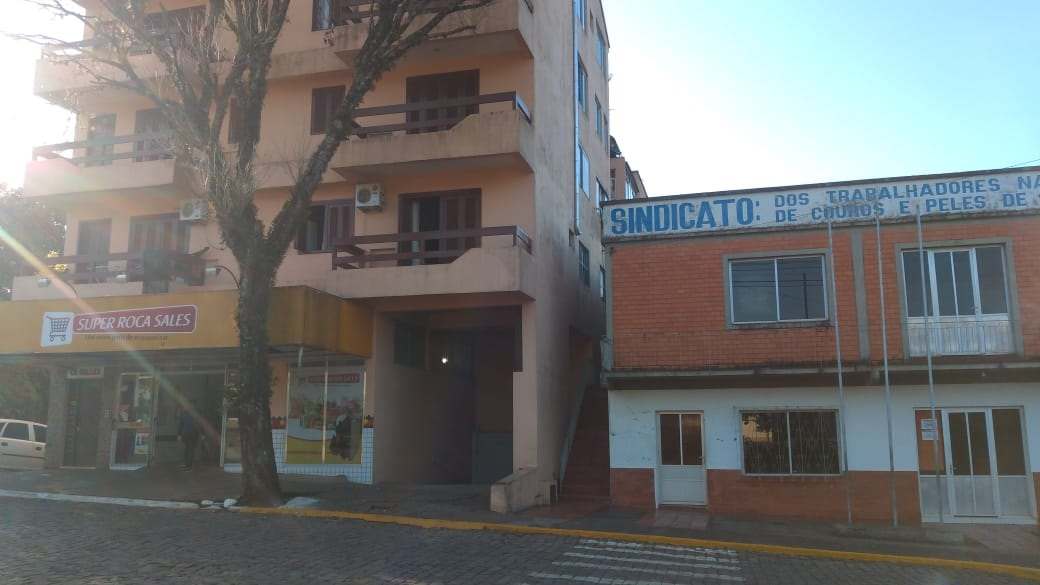 SUPER ROCA SALES
SINDICATO:
DOS TRABALHADORES NA
DE COUROS E PELES DE